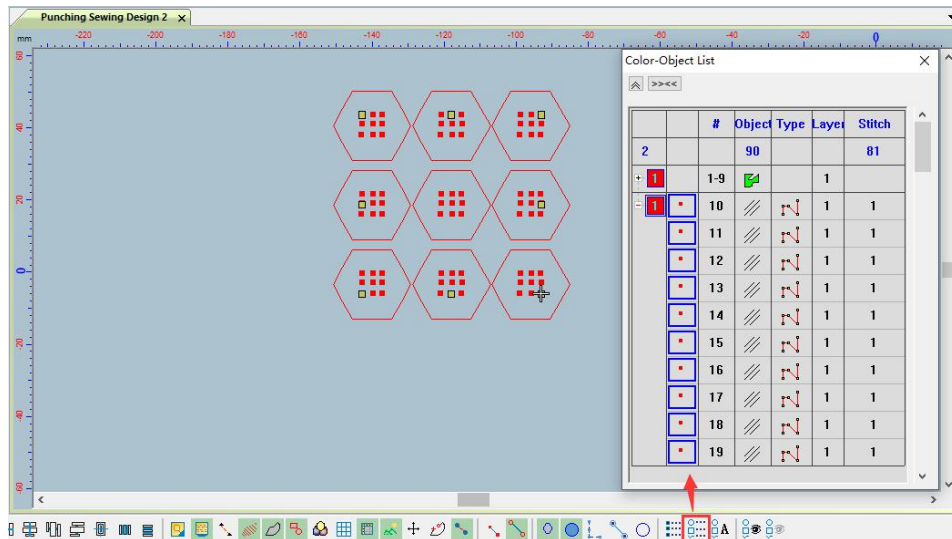 Punching Sewing Design 2 ×
mm -220 -200 -180 -160 -140 -120 -100 -80 -60 -40 -20 0
60
40
20
0
-20
-40
-60
Color-Object List
>><<
# Object Type Layer Stitch
2 90 81
1 1-9 1
1 10 1 1
11 1 1
12 1 1
13 1 1
14 1 1
15 1 1
16 1 1
17 1 1
18 1 1
19 1 1
A